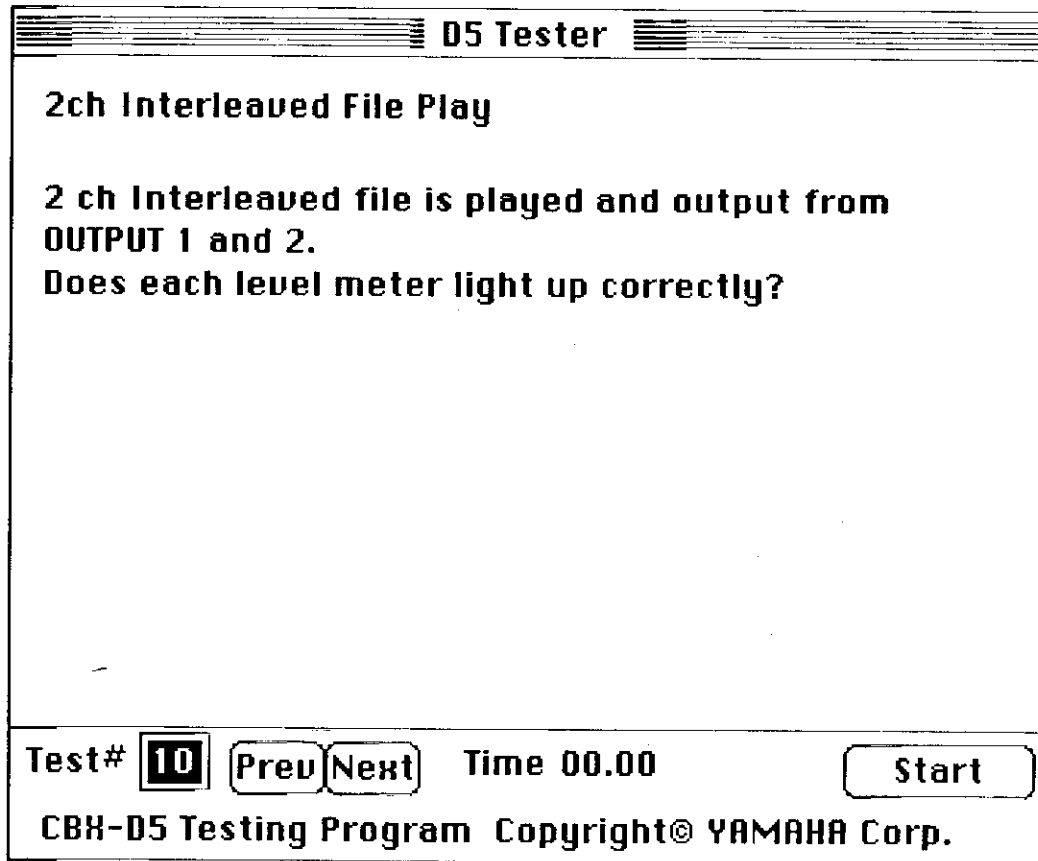 D5 Tester
2ch Interleaved File Play
2 ch Interleaved file is played and output from
OUTPUT 1 and 2.
Does each level meter light up correctly?
Test# 10 Prev Next Time 00.00 Start
CBX-D5 Testing Program Copyright© YAMAHA Corp.